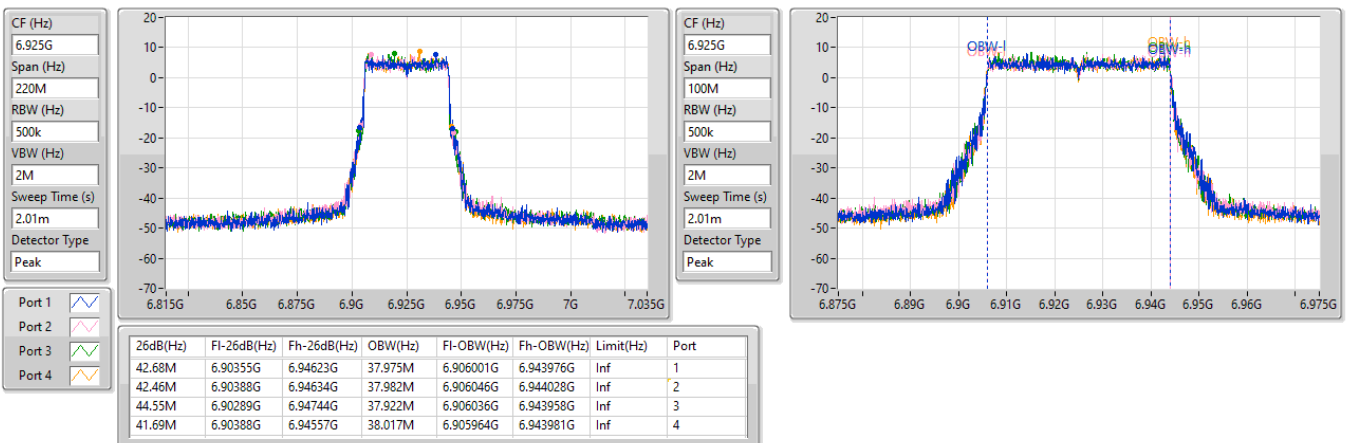 CF (Hz)
6.925G
Span (Hz)
220M
RBW (Hz)
500k
VBW (Hz)
2M
Sweep Time (s)
2.01m
Detector Type
Peak
20
10
0
-10
-20
-30
-40
-50
-60
-70
6.815G 6.85G 6.875G 6.9G 6.925G 6.95G 6.975G 7G 7.035G
CF (Hz)
6.925G
Span (Hz)
100M
RBW (Hz)
500k
VBW (Hz)
2M
Sweep Time (s)
2.01m
Detector Type
Peak
20
10
0
-10
-20
-30
-40
-50
-60
-70
OBW-l
OBW-h
6.875G 6.89G 6.9G 6.91G 6.92G 6.93G 6.94G 6.95G 6.96G 6.975G
Port 1
Port 2
Port 3
Port 4
26dB(Hz) Fl-26dB(Hz) Fh-26dB(Hz) OBW(Hz) Fl-OBW(Hz) Fh-OBW(Hz) Limit(Hz) Port
42.68M 6.90355G 6.94623G 37.975M 6.906001G 6.943976G Inf 1
42.46M 6.90388G 6.94634G 37.982M 6.906046G 6.944028G Inf 2
44.55M 6.90289G 6.94744G 37.922M 6.906036G 6.943958G Inf 3
41.69M 6.90388G 6.94557G 38.017M 6.905964G 6.943981G Inf 4